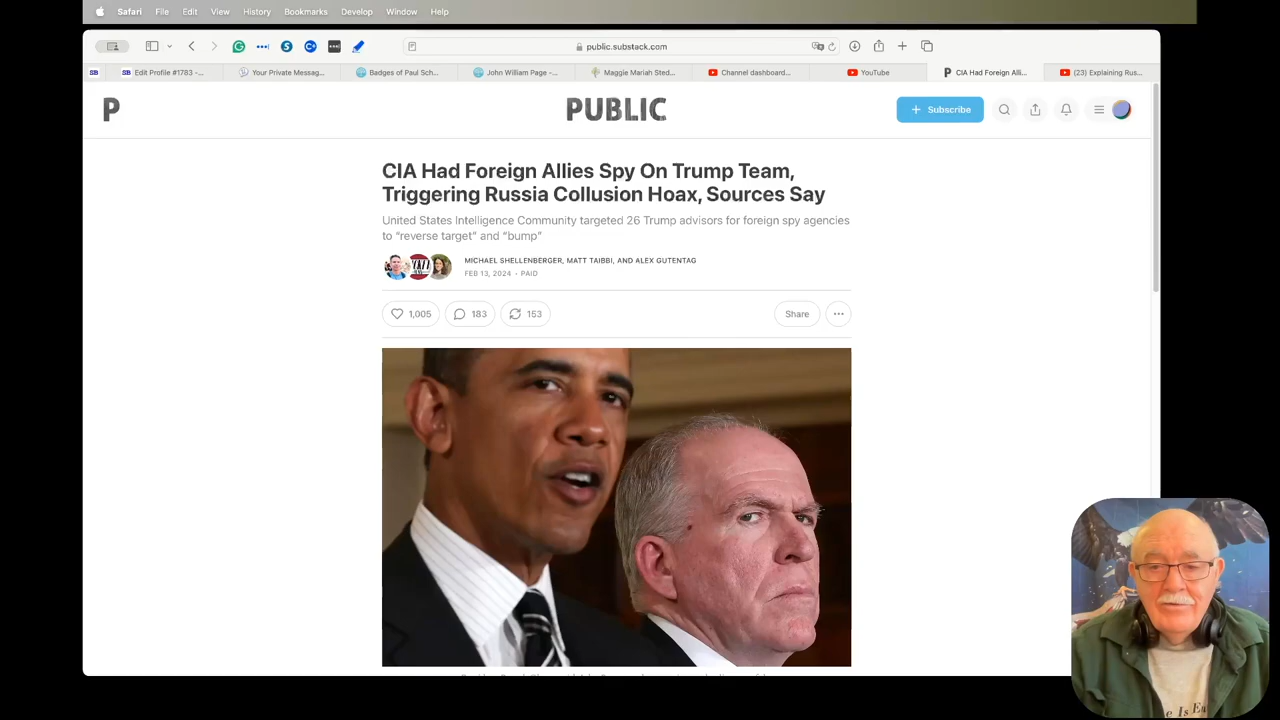 Safari File Edit View History Bookmarks Develop Window Help
public.substack.com
SB
SB Edit Profile #1783 -...
Your Private Messag...
Badges of Paul Sch...
John William Page -...
Maggie Mariah Sted...
Channel dashboard...
YouTube
P CIA Had Foreign Alli...
(23) Explaining Rus...
P
PUBLIC
+ Subscribe
CIA Had Foreign Allies Spy On Trump Team,
Triggering Russia Collusion Hoax, Sources Say
United States Intelligence Community targeted 26 Trump advisors for foreign spy agencies
to “reverse target” and “bump”
MICHAEL SHELLENBERGER, MATT TAIBBI, AND ALEX GUTENTAG
FEB 13, 2024 · PAID
1,005 183 153
Share